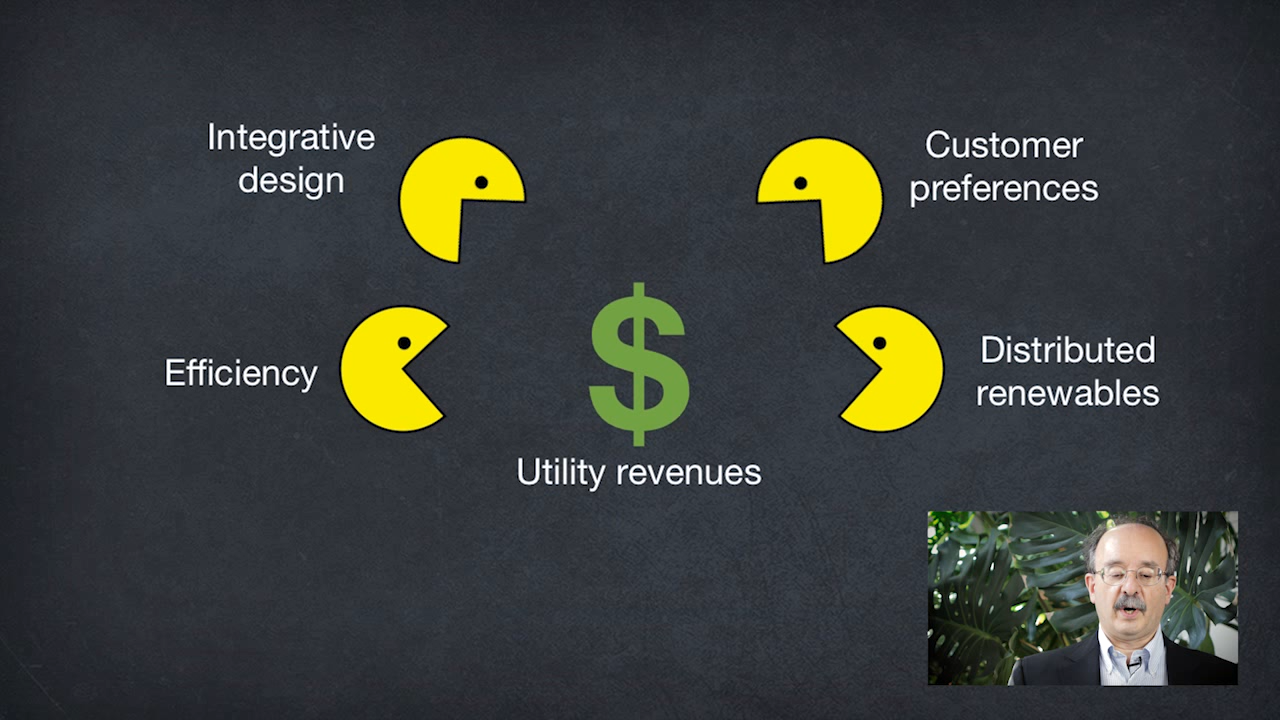 Integrative
design
Customer
preferences
Efficiency
$
Distributed
renewables
Utility revenues